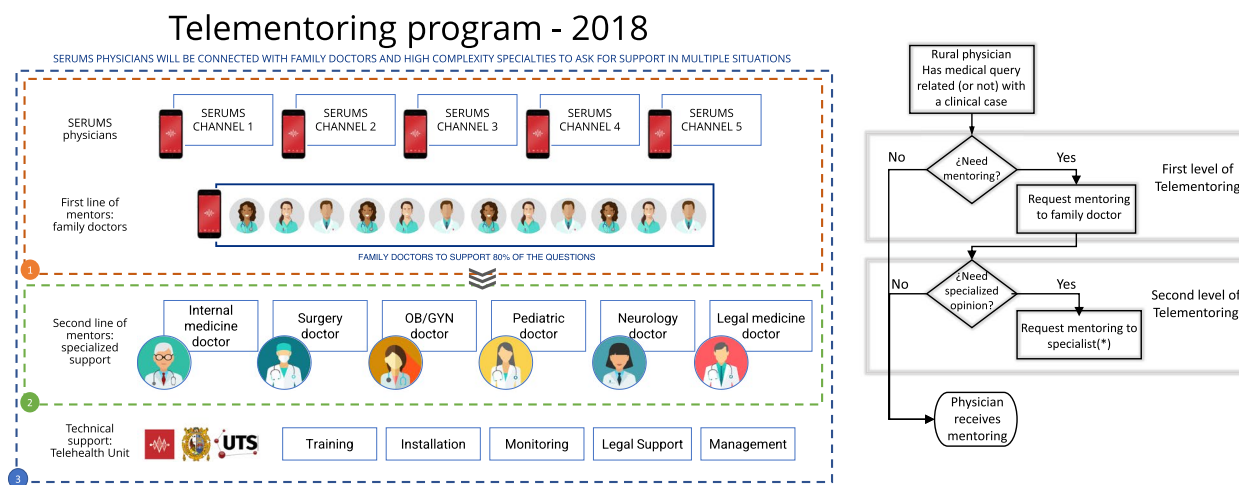 Telementoring program - 2018
SERUMS PHYSICIANS WILL BE CONNECTED WITH FAMILY DOCTORS AND HIGH COMPLEXITY SPECIALTIES TO ASK FOR SUPPORT IN MULTIPLE SITUATIONS
SERUMS
physicians
SERUMS
CHANNEL 1
SERUMS
CHANNEL 2
SERUMS
CHANNEL 3
SERUMS
CHANNEL 4
SERUMS
CHANNEL 5
First line of
mentors:
family doctors
FAMILY DOCTORS TO SUPPORT 80% OF THE QUESTIONS
1
Second line of
mentors:
specialized
support
Internal
medicine
doctor
Surgery
doctor
OB/GYN
doctor
Pediatric
doctor
Neurology
doctor
Legal medicine
doctor
2
Technical
support:
Telehealth Unit
UTS
Training
Installation
Monitoring
Legal Support
Management
3
Rural physician
Has medical query
related (or not) with
a clinical case
No
¿Need
mentoring?
Yes
First level of
Telementoring
Request mentoring
to family doctor
No
¿Need
specialized
opinion?
Yes
Second level of
Telementoring
Request mentoring to
specialist(*)
Physician
receives
mentoring